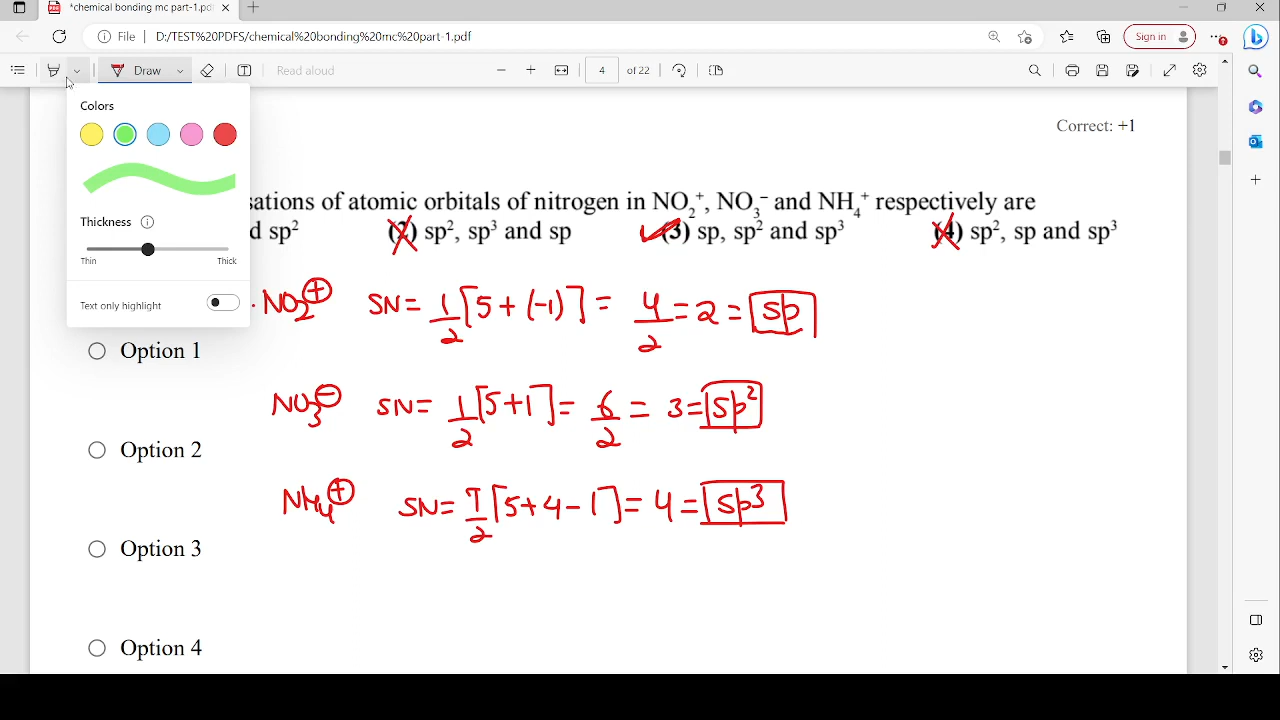 *chemical bonding mc part-1.pd
File D:/TEST%20PDFS/chemical%20bonding%20mc%20part-1.pdf Sign in
Draw Read aloud 4 of 22
Colors
Thickness
Thin Thick
Text only highlight
Correct: +1
sations of atomic orbitals of nitrogen in NO₂⁺, NO₃⁻ and NH₄⁺ respectively are
d sp² (2) sp², sp³ and sp (3) sp, sp² and sp³ (4) sp², sp and sp³
NO₂⊕ SN = 1/2 [5 + (-1)] = 4/2 = 2 = sp
Option 1
NO₃⊖ SN = 1/2 [5+1] = 6/2 = 3 = sp²
Option 2
NH₄⊕ SN = 1/2 [5+4-1] = 4 = sp³
Option 3
Option 4